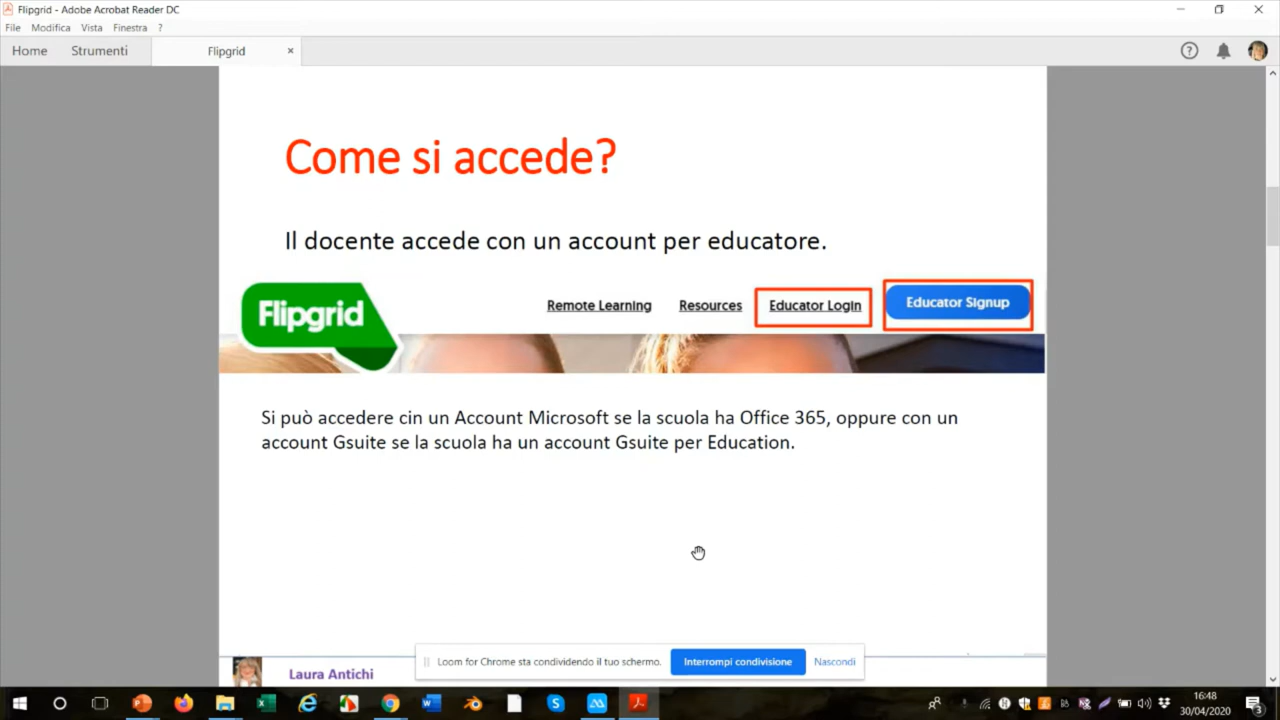 Flipgrid - Adobe Acrobat Reader DC
File Modifica Vista Finestra ?
Home Strumenti Flipgrid
Come si accede?
Il docente accede con un account per educatore.
Flipgrid Remote Learning Resources Educator Login Educator Signup
Si può accedere cin un Account Microsoft se la scuola ha Office 365, oppure con un
account Gsuite se la scuola ha un account Gsuite per Education.
Loom for Chrome sta condividendo il tuo schermo. Interrompi condivisione Nascondi
Laura Antichi
16:48
30/04/2020
3